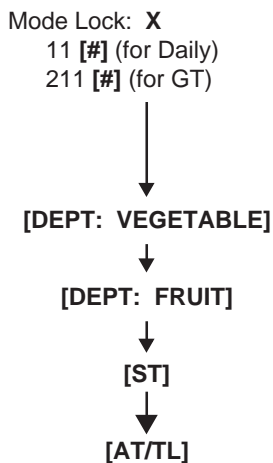 Mode Lock: X
11 [#] (for Daily)
211 [#] (for GT)
[DEPT: VEGETABLE]
[DEPT: FRUIT]
[ST]
[AT/TL]